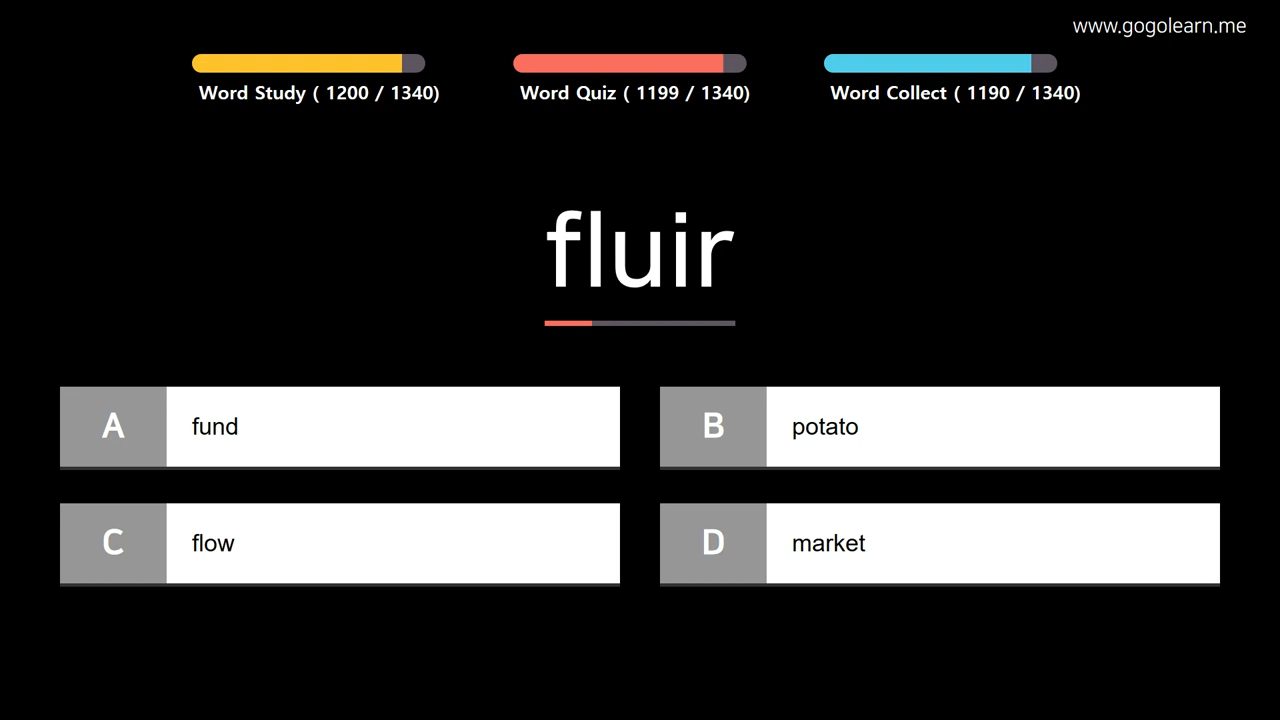 www.gogolearn.me
Word Study ( 1200 / 1340)
Word Quiz ( 1199 / 1340)
Word Collect ( 1190 / 1340)
fluir
A fund
B potato
C flow
D market